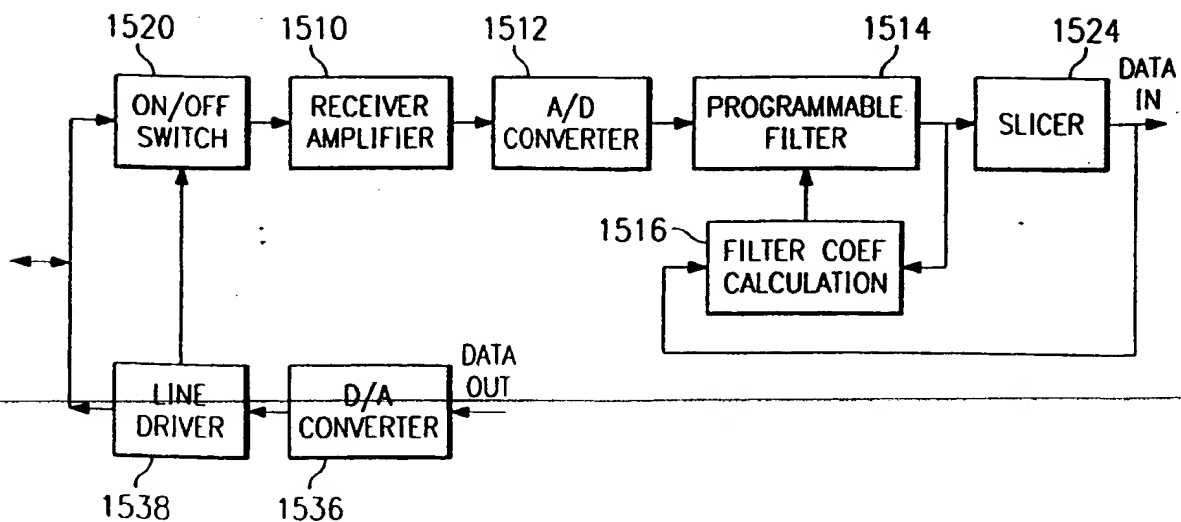 1520
1510
1512
1514
1524
DATA
IN
ON/OFF
SWITCH
RECEIVER
AMPLIFIER
A/D
CONVERTER
PROGRAMMABLE
FILTER
SLICER
1516
FILTER COEF
CALCULATION
LINE
DRIVER
D/A
CONVERTER
DATA
OUT
1538
1536